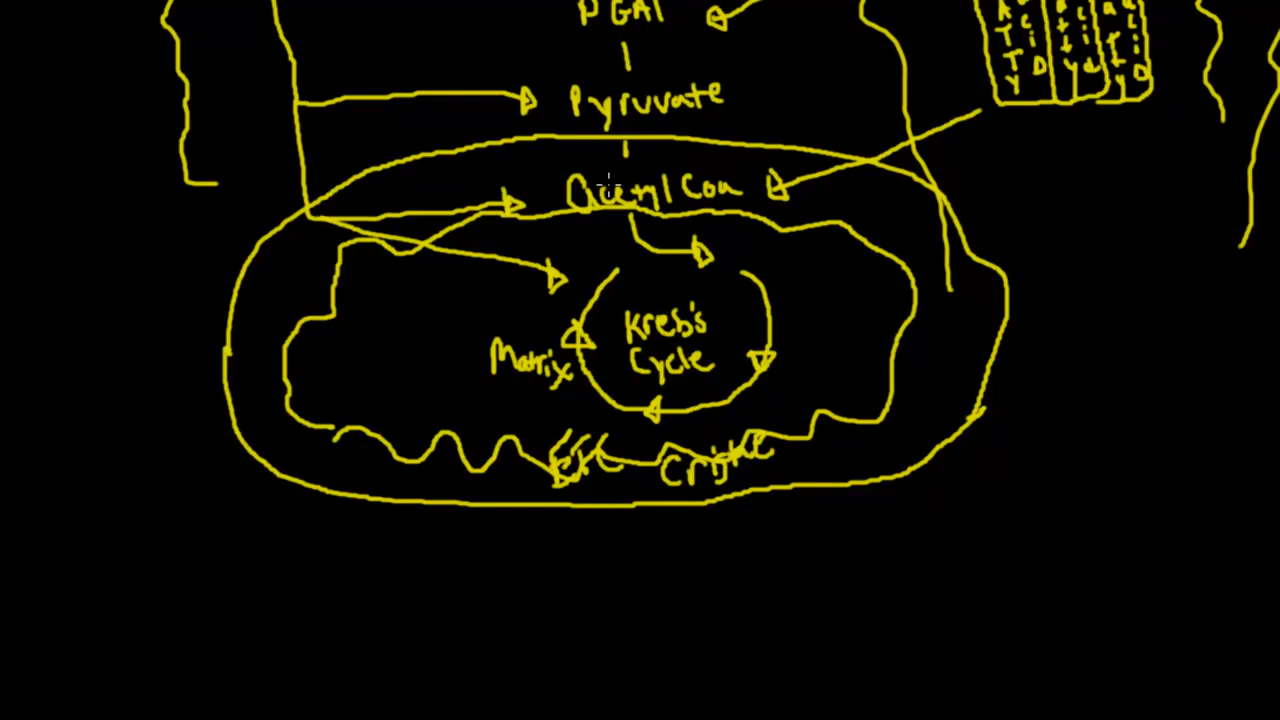 PGAl
Pyruvate
acetyl Coa
Kreb's
Cycle
Matrix
ETC Cristae